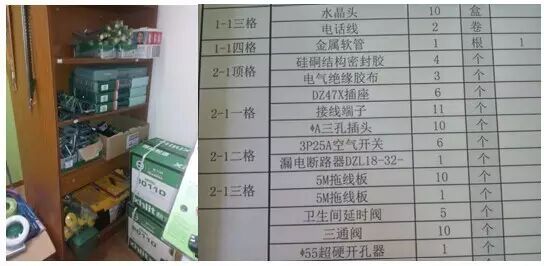 水晶头 10 盒
1-1三格 电话线 2 卷
1-1四格 金属软管 1 根 1
硅硐结构密封胶 4 个
2-1顶格 电气绝缘胶布 3 个
DZ47X插座 6 个
2-1一格 接线端子 11 个
*A三孔插头 10 个
2-1二格 3P25A空气开关 6 个
漏电断路器DZL18-32- 1 个
2-1三格 5M拖线板 10 个
5M拖线板 1 个
卫生间延时阀 5 个
三通阀 10 个
*55超硬开孔器 1 个
30110